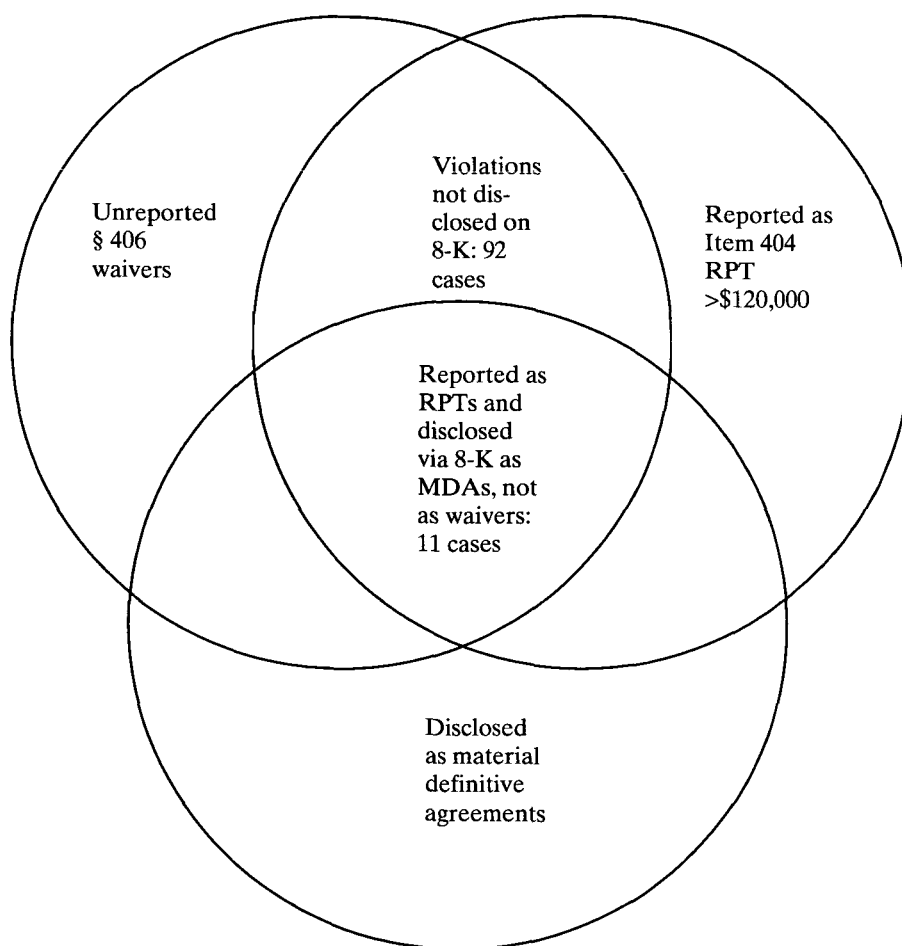 Unreported
§ 406
waivers
Violations
not dis-
closed on
8-K: 92
cases
Reported as
Item 404
RPT
>$120,000
Reported as
RPTs and
disclosed
via 8-K as
MDAs, not
as waivers:
11 cases
Disclosed
as material
definitive
agreements